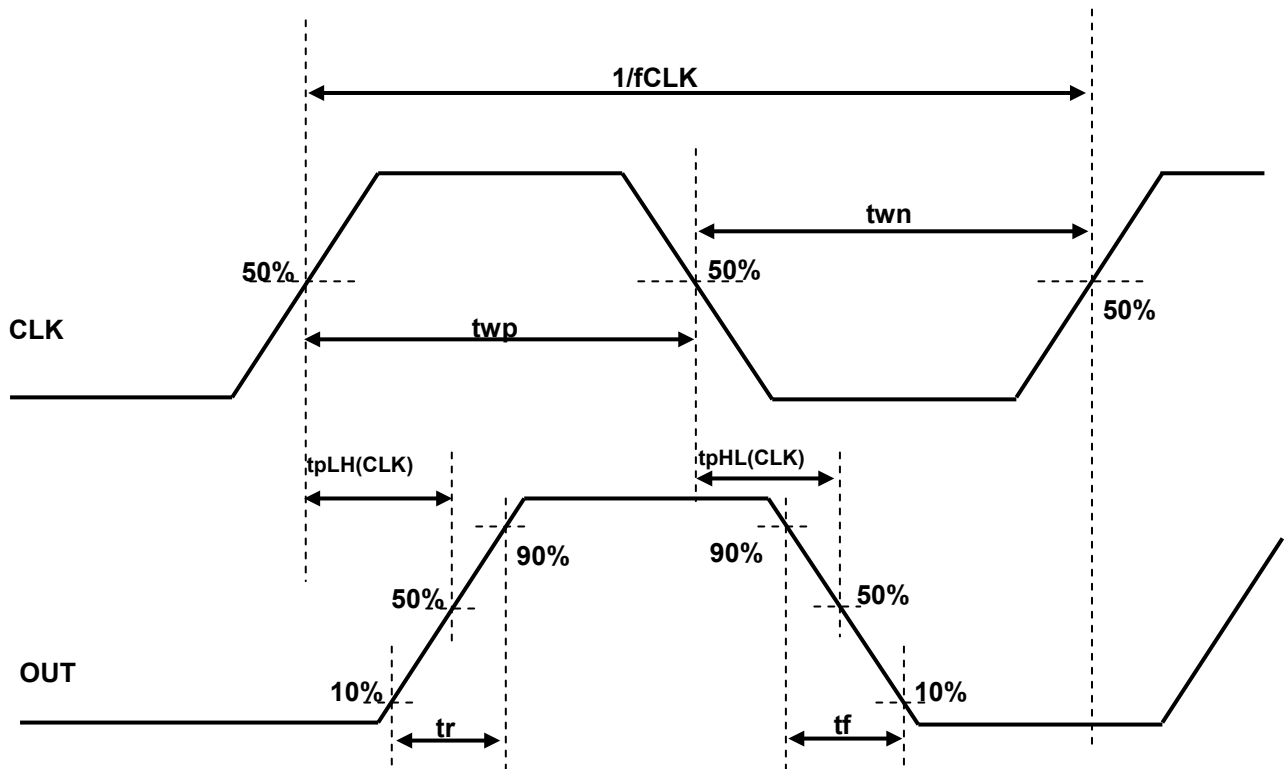 1/fCLK
twn
50%
50%
50%
CLK
twp
tpLH(CLK)
tpHL(CLK)
90%
90%
50%
50%
OUT
10%
10%
tr
tf